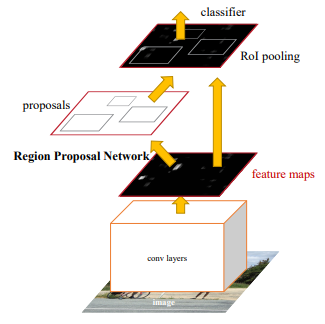 classifier
RoI pooling
proposals
Region Proposal Network
feature maps
conv layers
image